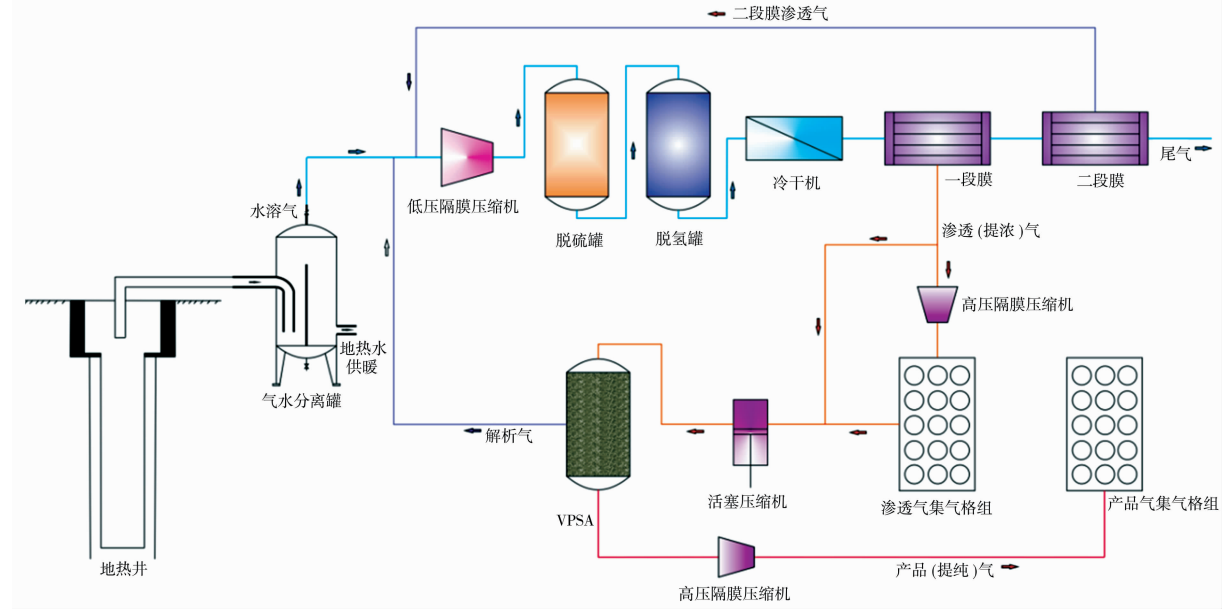 二段膜渗透气
水溶气
低压隔膜压缩机
脱硫罐
脱氢罐
冷干机
一段膜
二段膜
尾气
渗透(提浓)气
高压隔膜压缩机
地热水
供暖
气水分离罐
解析气
活塞压缩机
渗透气集气格组
产品气集气格组
VPSA
地热井
高压隔膜压缩机
产品(提纯)气